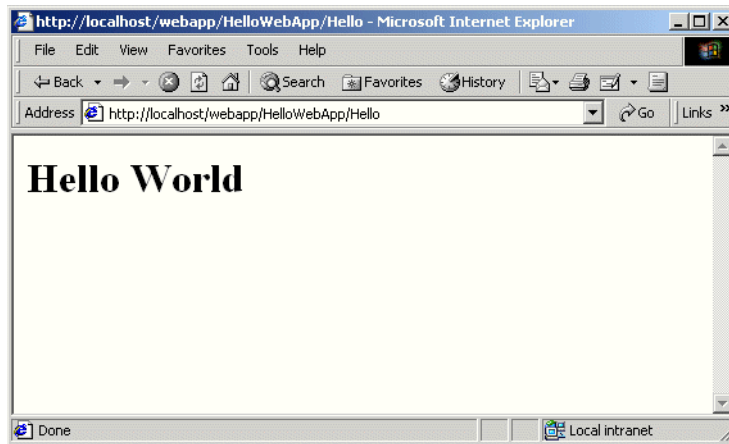 http://localhost/webapp/HelloWebApp/Hello - Microsoft Internet Explorer
File Edit View Favorites Tools Help
Back Search Favorites History
Address http://localhost/webapp/HelloWebApp/Hello Go Links »
Hello World
Done Local intranet